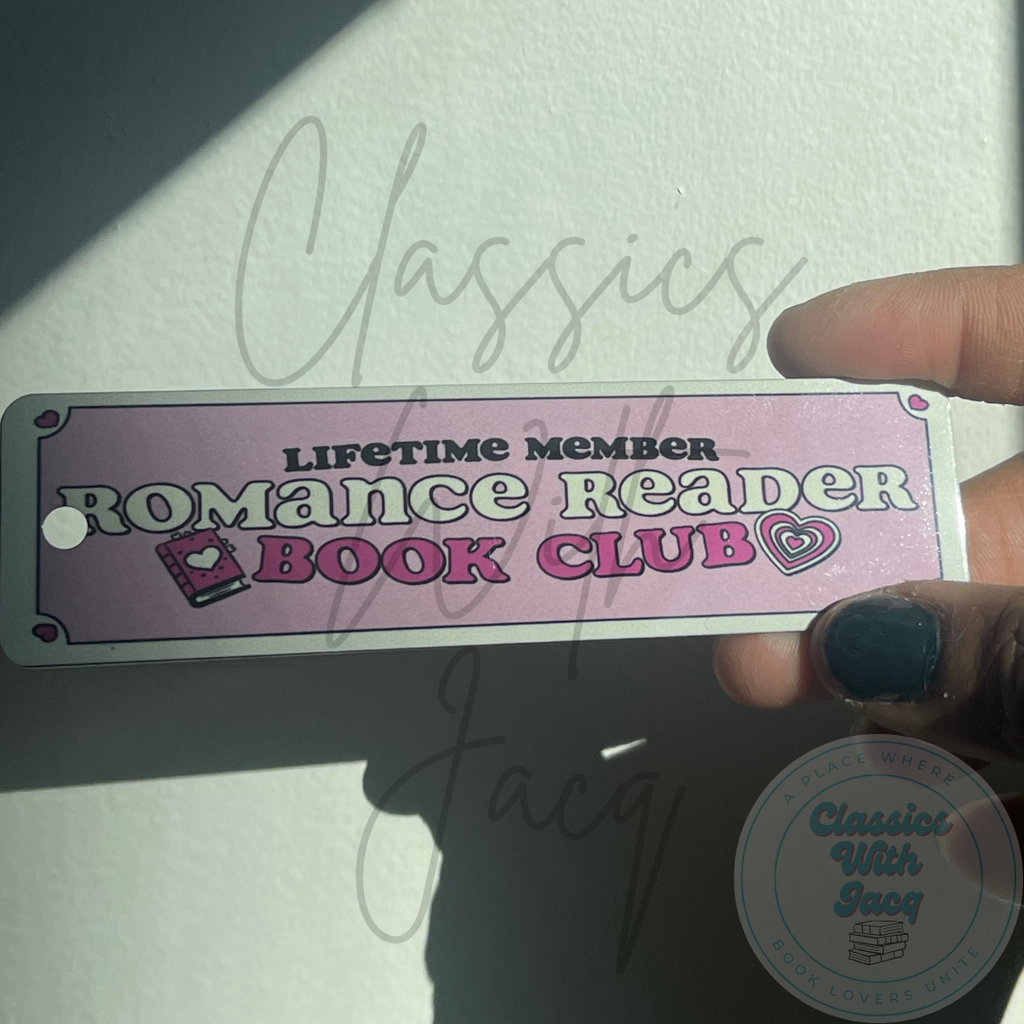 Classics
With
Jacq
LIFETIME MEMBER
ROMANCE READER
BOOK CLUB
A PLACE WHERE
Classics
With
Jacq
BOOK LOVERS UNITE